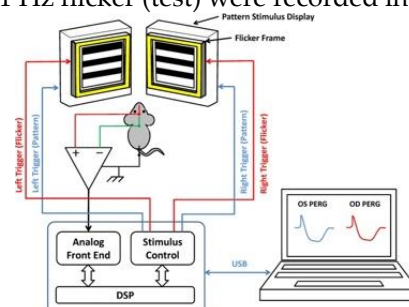 1 Hz flicker (test) were recorded in
Pattern Stimulus Display
Flicker Frame
Left Trigger (Flicker)
Left Trigger (Pattern)
Right Trigger (Pattern)
Right Trigger (Flicker)
+ -
OS PERG OD PERG
Analog
Front End
Stimulus
Control
USB
DSP